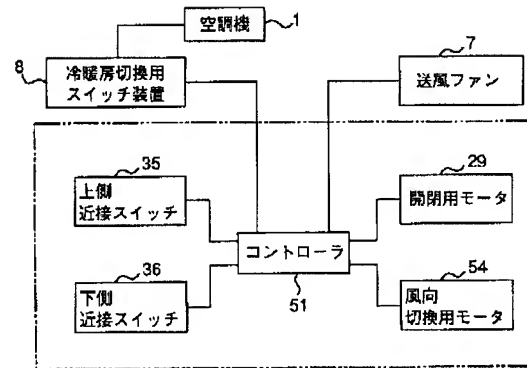 空調機
1
7
8
冷暖房切換用
スイッチ装置
送風ファン
35
上側
近接スイッチ
29
開閉用モータ
コントローラ
51
36
下側
近接スイッチ
54
風向
切換用モータ